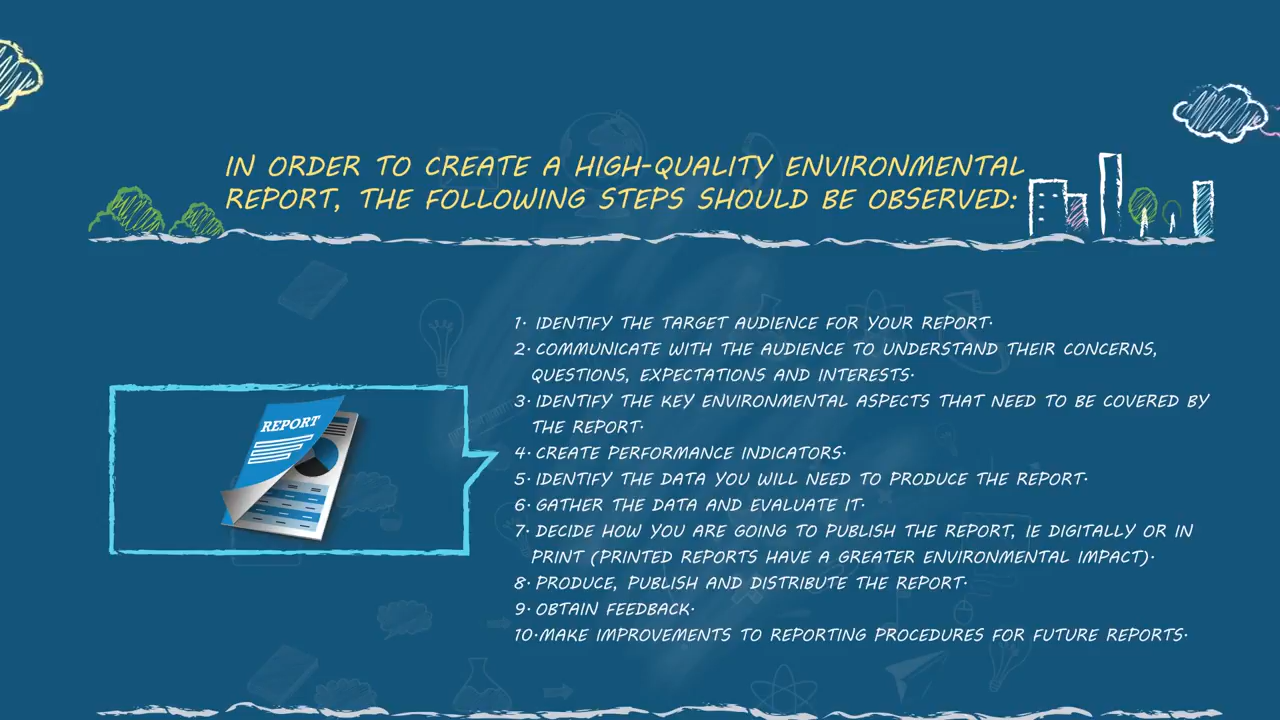 IN ORDER TO CREATE A HIGH-QUALITY ENVIRONMENTAL
REPORT, THE FOLLOWING STEPS SHOULD BE OBSERVED:
REPORT
1. IDENTIFY THE TARGET AUDIENCE FOR YOUR REPORT.
2. COMMUNICATE WITH THE AUDIENCE TO UNDERSTAND THEIR CONCERNS,
QUESTIONS, EXPECTATIONS AND INTERESTS.
3. IDENTIFY THE KEY ENVIRONMENTAL ASPECTS THAT NEED TO BE COVERED BY
THE REPORT.
4. CREATE PERFORMANCE INDICATORS.
5. IDENTIFY THE DATA YOU WILL NEED TO PRODUCE THE REPORT.
6. GATHER THE DATA AND EVALUATE IT.
7. DECIDE HOW YOU ARE GOING TO PUBLISH THE REPORT, IE DIGITALLY OR IN
PRINT (PRINTED REPORTS HAVE A GREATER ENVIRONMENTAL IMPACT).
8. PRODUCE, PUBLISH AND DISTRIBUTE THE REPORT.
9. OBTAIN FEEDBACK.
10. MAKE IMPROVEMENTS TO REPORTING PROCEDURES FOR FUTURE REPORTS.